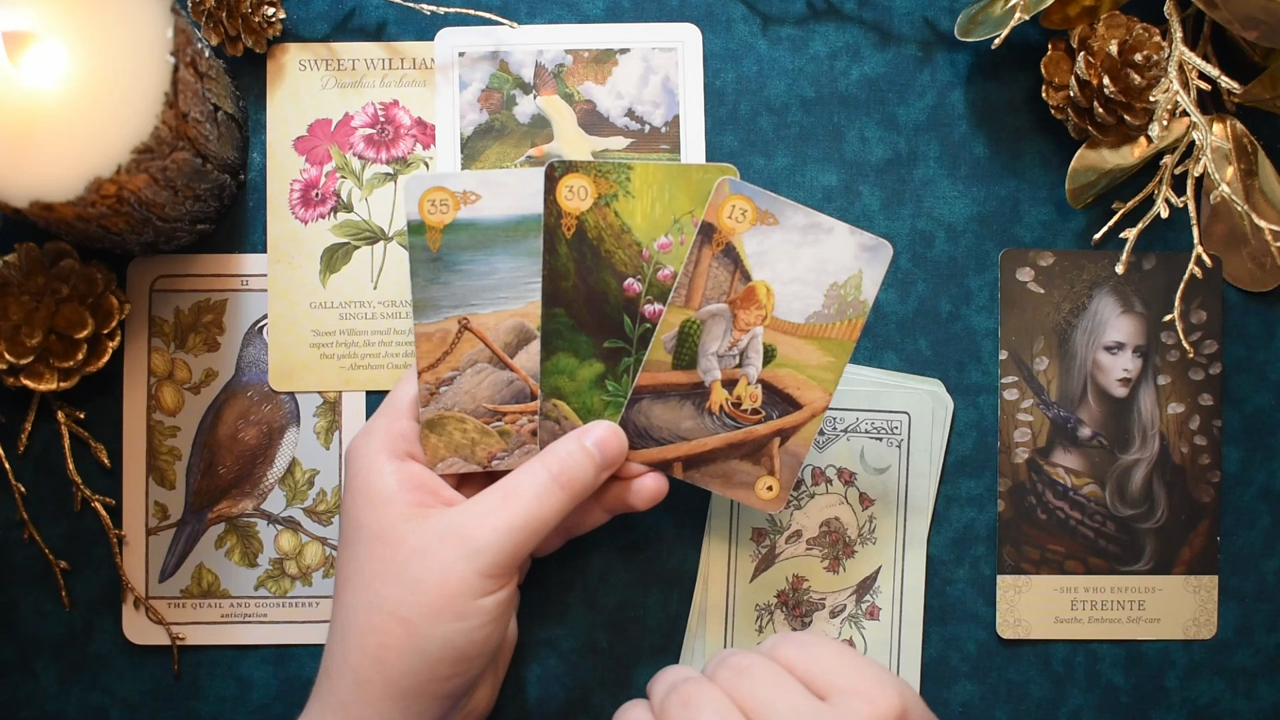 SWEET WILLIAM
Dianthus barbatus
GALLANTRY, "GRAN
SINGLE SMILE
"Sweet William small has
aspect bright, like that swee
that yields great Jove
— Abraham Cowle
35
30
13
II
THE QUAIL AND GOOSEBERRY
anticipation
~SHE WHO ENFOLDS~
ÉTREINTE
Swathe, Embrace, Self-care